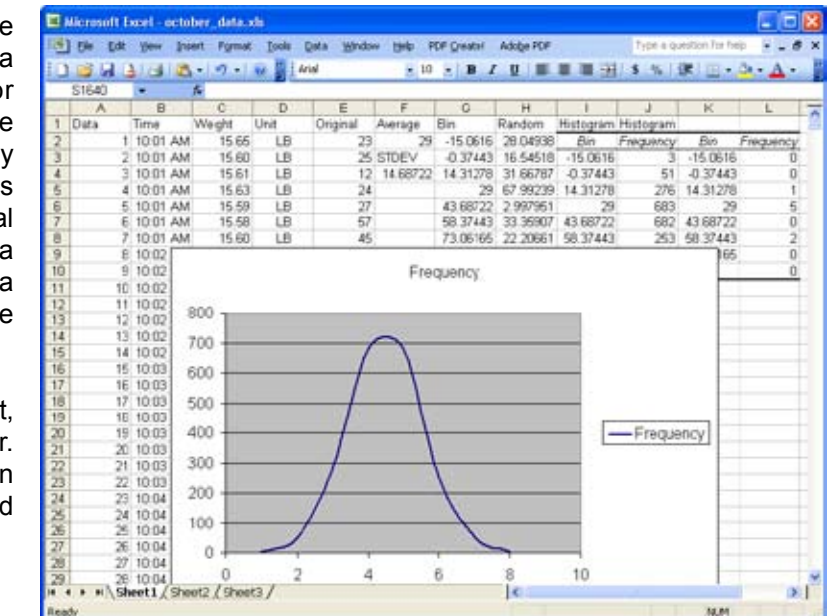 e
a
or
e
y
s
al
a
a
e
t,
r.
n
d
Microsoft Excel - october_data.xls
File Edit View Insert Format Tools Data Window Help PDF Creator Adobe PDF Type a question for help
Arial 10 B I U $ %
S1640 fx
A B C D E F G H I J K L
1 Data Time Weight Unit Original Average Bin Random Histogram Histogram
2 1 10:01 AM 15.65 LB 23 29 -15.0616 28.04938 Bin Frequency Bin Frequency
3 2 10:01 AM 15.60 LB 25 STDEV -0.37443 16.54518 -15.0616 3 -15.0616 0
4 3 10:01 AM 15.61 LB 12 14.68722 14.31278 31.66787 -0.37443 51 -0.37443 0
5 4 10:01 AM 15.63 LB 24 29 67.99239 14.31278 276 14.31278 1
6 5 10:01 AM 15.59 LB 27 43.68722 2.997951 29 683 29 5
7 6 10:01 AM 15.58 LB 57 58.37443 33.35907 43.68722 682 43.68722 0
8 7 10:01 AM 15.60 LB 45 73.06165 22.20661 58.37443 253 58.37443 2
9 8 10:02 165 0
10 9 10:02 0
11 10 10:02
12 11 10:02
13 12 10:02
14 13 10:02
15 14 10:02
16 15 10:03
17 16 10:03
18 17 10:03
19 18 10:03
20 19 10:03
21 20 10:03
22 21 10:03
23 22 10:03
24 23 10:04
25 24 10:04
26 25 10:04
27 26 10:04
28 27 10:04
29 28 10:04
Frequency
800
700
600
500
400
300
200
100
0
0 2 4 6 8 10
Frequency
Sheet1 Sheet2 Sheet3
Ready NUM